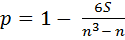 p = 1 − 6S / (n³ − n)